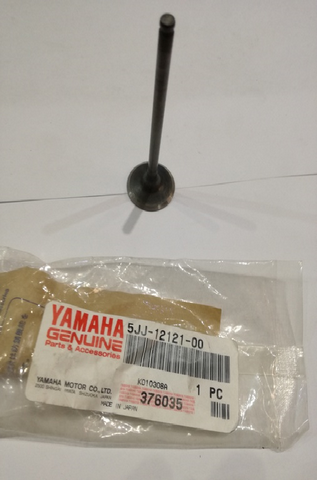 YAMAHA
GENUINE
Parts & Accessories
5JJ-12121-00
YAMAHA MOTOR CO., LTD.
KD10308A
1 PC
376035
MADE IN JAPAN